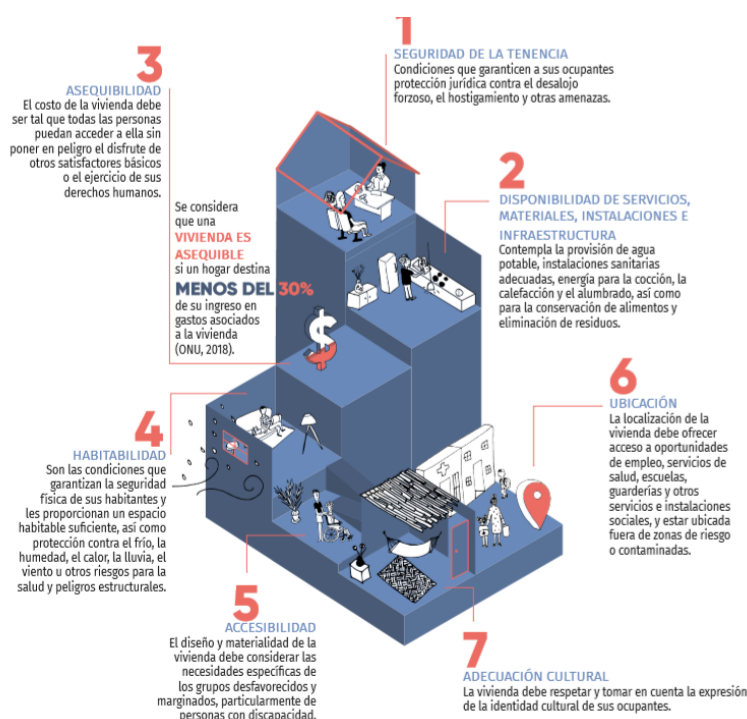 1
SEGURIDAD DE LA TENENCIA
Condiciones que garanticen a sus ocupantes
protección jurídica contra el desalojo
forzoso, el hostigamiento y otras amenazas.
2
DISPONIBILIDAD DE SERVICIOS,
MATERIALES, INSTALACIONES E
INFRAESTRUCTURA
Contempla la provisión de agua
potable, instalaciones sanitarias
adecuadas, energía para la cocción, la
calefacción y el alumbrado, así como
para la conservación de alimentos y
eliminación de residuos.
3
ASEQUIBILIDAD
El costo de la vivienda debe
ser tal que todas las personas
puedan acceder a ella sin
poner en peligro el disfrute de
otros satisfactores básicos
o el ejercicio de sus
derechos humanos.
Se considera
que una
VIVIENDA ES
ASEQUIBLE
si un hogar destina
MENOS DEL 30%
de su ingreso en
gastos asociados
a la vivienda
(ONU, 2018).
4
HABITABILIDAD
Son las condiciones que
garantizan la seguridad
física de sus habitantes y
les proporcionan un espacio
habitable suficiente, así como
protección contra el frío, la
humedad, el calor, la lluvia, el
viento u otros riesgos para la
salud y peligros estructurales.
5
ACCESIBILIDAD
El diseño y materialidad de la
vivienda debe considerar las
necesidades específicas de
los grupos desfavorecidos y
marginados, particularmente de
personas con discapacidad.
6
UBICACIÓN
La localización de la
vivienda debe ofrecer
acceso a oportunidades
de empleo, servicios de
salud, escuelas,
guarderías y otros
servicios e instalaciones
sociales, y estar ubicada
fuera de zonas de riesgo
o contaminadas.
7
ADECUACIÓN CULTURAL
La vivienda debe respetar y tomar en cuenta la expresión
de la identidad cultural de sus ocupantes.